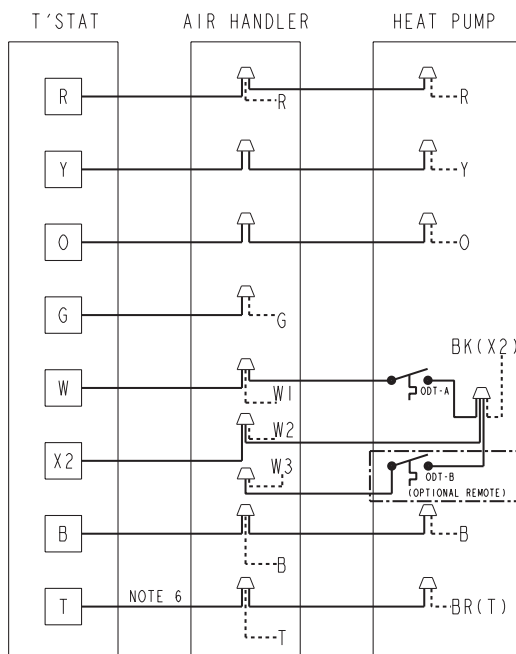 T'STAT AIR HANDLER HEAT PUMP
R R R
Y Y
O O
G G
BK(X2)
W W1 ODT-A
W2
X2 W3 ODT-B
(OPTIONAL REMOTE)
B B B
T NOTE 6 T BR(T)